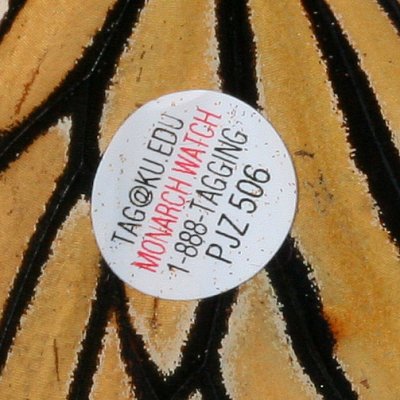 TAG@KU.EDU
MONARCH WATCH
1-888-TAGGING
PJZ 506